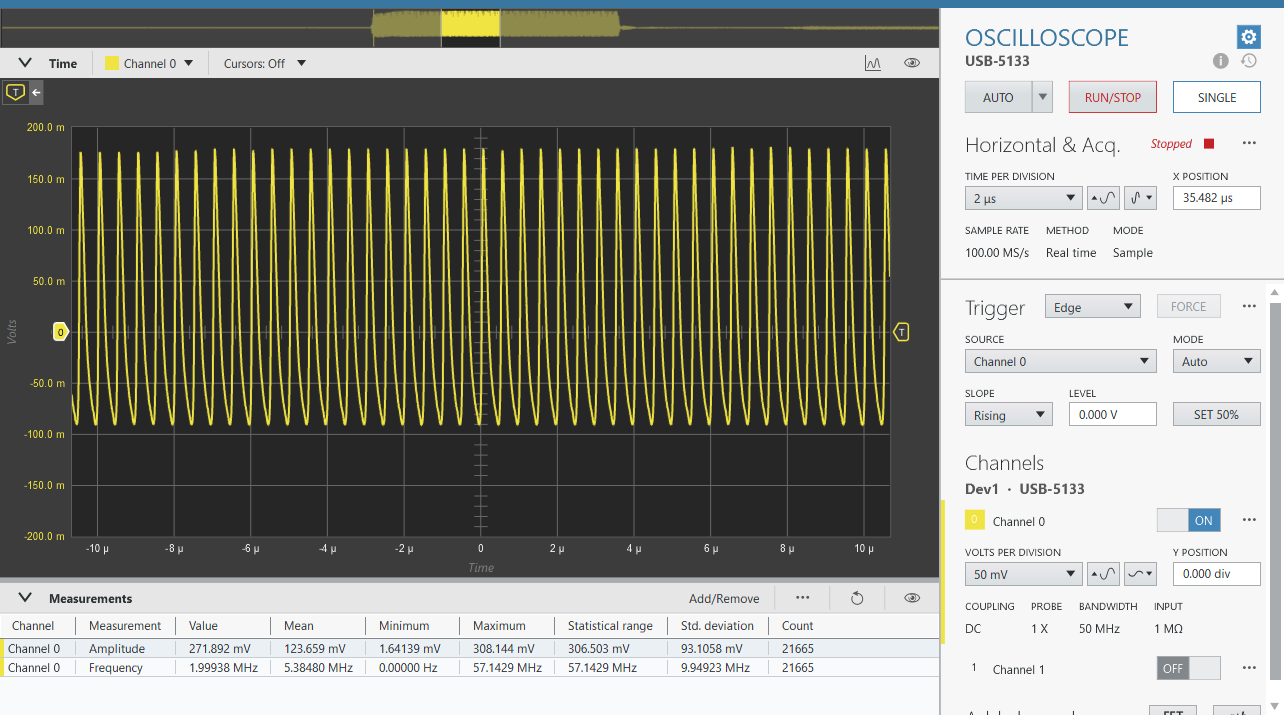 Time
Channel 0
Cursors: Off
T
200.0 m
150.0 m
100.0 m
50.0 m
0
T
-50.0 m
-100.0 m
-150.0 m
-200.0 m
Volts
-10 µ -8 µ -6 µ -4 µ -2 µ 0 2 µ 4 µ 6 µ 8 µ 10 µ
Time
Measurements
Add/Remove
Channel Measurement Value Mean Minimum Maximum Statistical range Std. deviation Count
Channel 0 Amplitude 271.892 mV 123.659 mV 1.64139 mV 308.144 mV 306.503 mV 93.1058 mV 21665
Channel 0 Frequency 1.99938 MHz 5.38480 MHz 0.00000 Hz 57.1429 MHz 57.1429 MHz 9.94923 MHz 21665
OSCILLOSCOPE
USB-5133
AUTO RUN/STOP SINGLE
Horizontal & Acq. Stopped
TIME PER DIVISION X POSITION
2 µs 35.482 µs
SAMPLE RATE METHOD MODE
100.00 MS/s Real time Sample
Trigger Edge FORCE
SOURCE MODE
Channel 0 Auto
SLOPE LEVEL
Rising 0.000 V SET 50%
Channels
Dev1 · USB-5133
0 Channel 0 ON
VOLTS PER DIVISION Y POSITION
50 mV 0.000 div
COUPLING PROBE BANDWIDTH INPUT
DC 1 X 50 MHz 1 MΩ
1 Channel 1 OFF